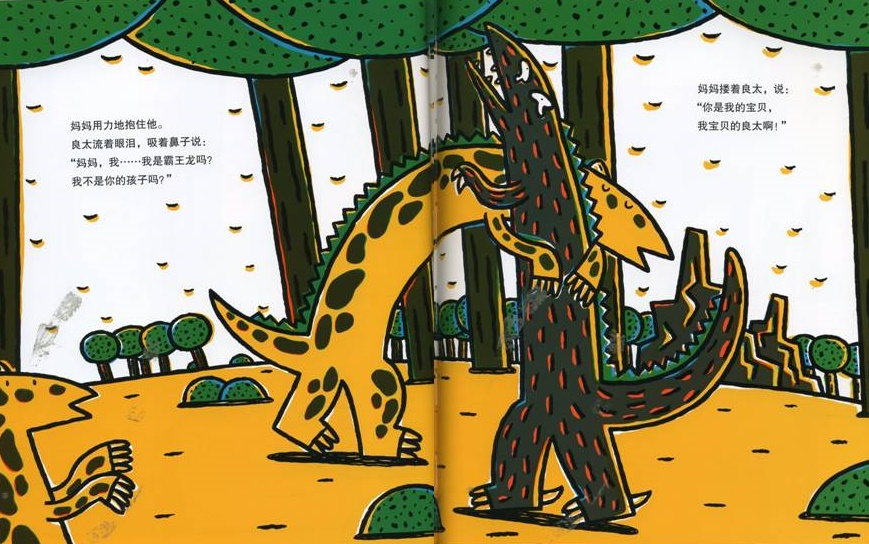 妈妈用力地抱住他。
良太流着眼泪，吸着鼻子说：
“妈妈，我……我是霸王龙吗？
我不是你的孩子吗？”
妈妈搂着良太，说：
“你是我的宝贝，
我宝贝的良太啊！”